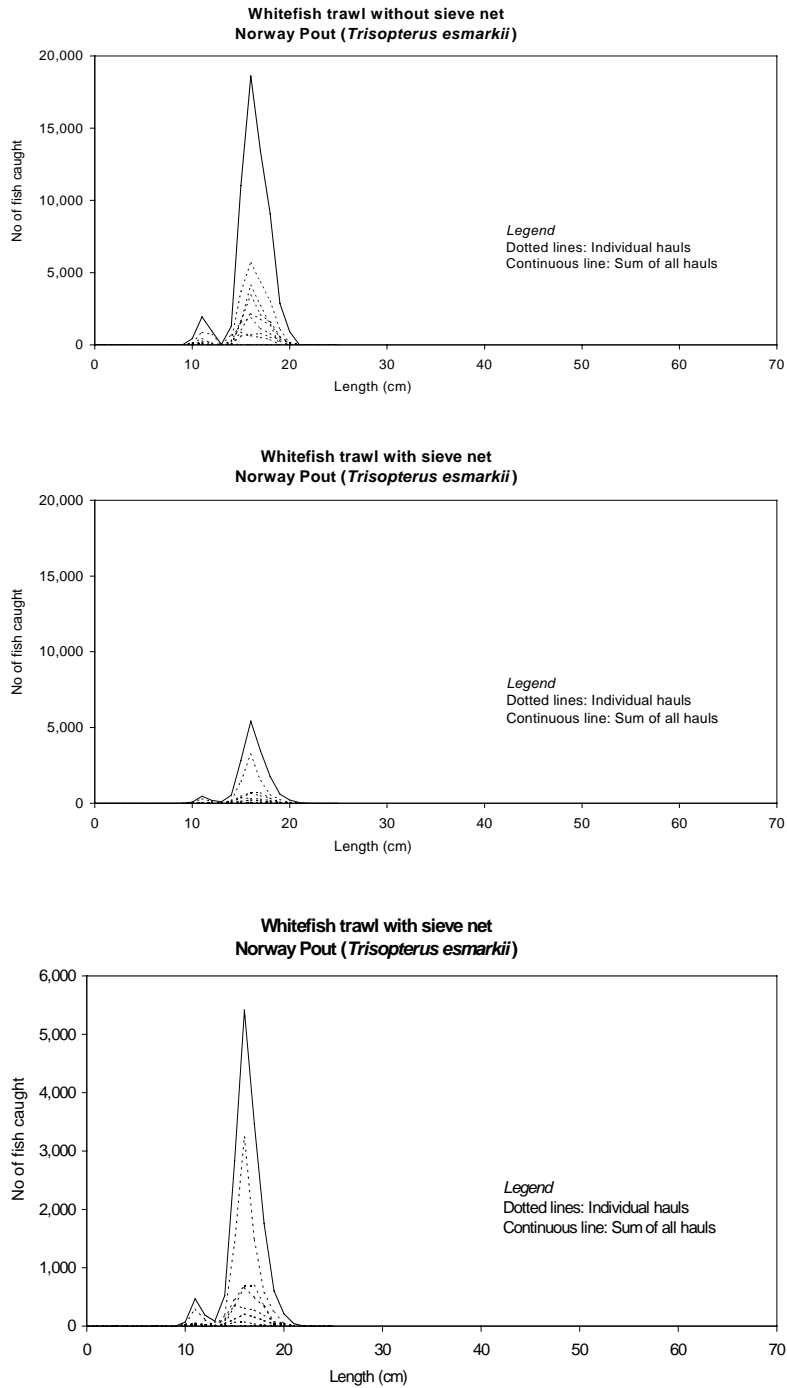 Whitefish trawl without sieve net
Norway Pout (Trisopterus esmarkii)
20,000
15,000
10,000
5,000
0
No of fish caught
Legend
Dotted lines: Individual hauls
Continuous line: Sum of all hauls
0 10 20 30 40 50 60 70
Length (cm)
Whitefish trawl with sieve net
Norway Pout (Trisopterus esmarkii)
20,000
15,000
10,000
5,000
0
No of fish caught
Legend
Dotted lines: Individual hauls
Continuous line: Sum of all hauls
0 10 20 30 40 50 60 70
Length (cm)
Whitefish trawl with sieve net
Norway Pout (Trisopterus esmarkii)
6,000
5,000
4,000
3,000
2,000
1,000
0
No of fish caught
Legend
Dotted lines: Individual hauls
Continuous line: Sum of all hauls
0 10 20 30 40 50 60 70
Length (cm)